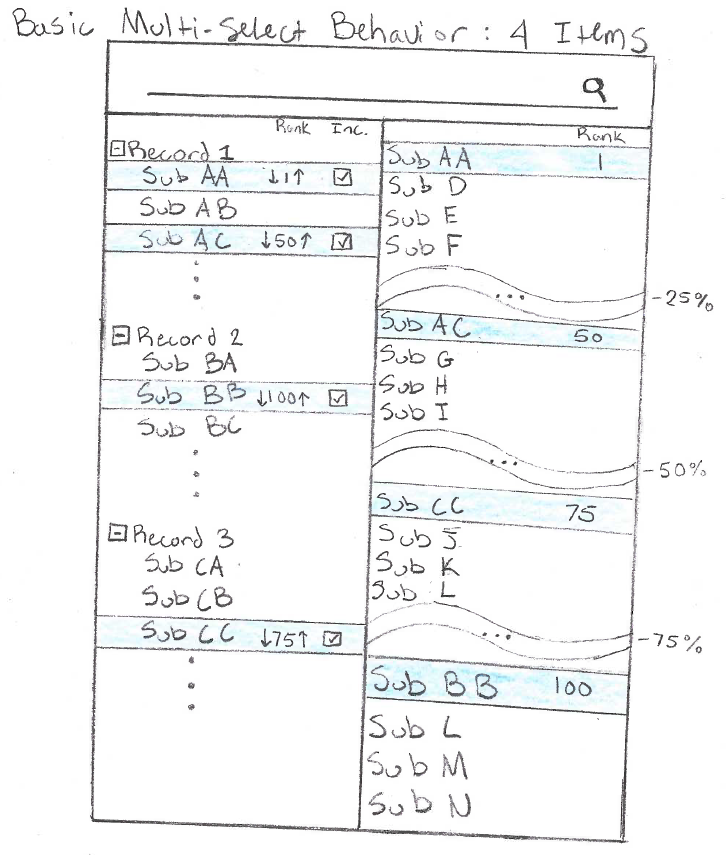 Basic Multi-Select Behavior: 4 Items
Rank Inc.
Record 1
Sub AA ↓1↑
Sub AB
Sub AC ↓50↑
Record 2
Sub BA
Sub BB ↓100↑
Sub BC
Record 3
Sub CA
Sub CB
Sub CC ↓75↑
Rank
Sub AA 1
Sub D
Sub E
Sub F
...
-25%
Sub AC 50
Sub G
Sub H
Sub I
...
-50%
Sub CC 75
Sub J
Sub K
Sub L
...
-75%
Sub BB 100
Sub L
Sub M
Sub N